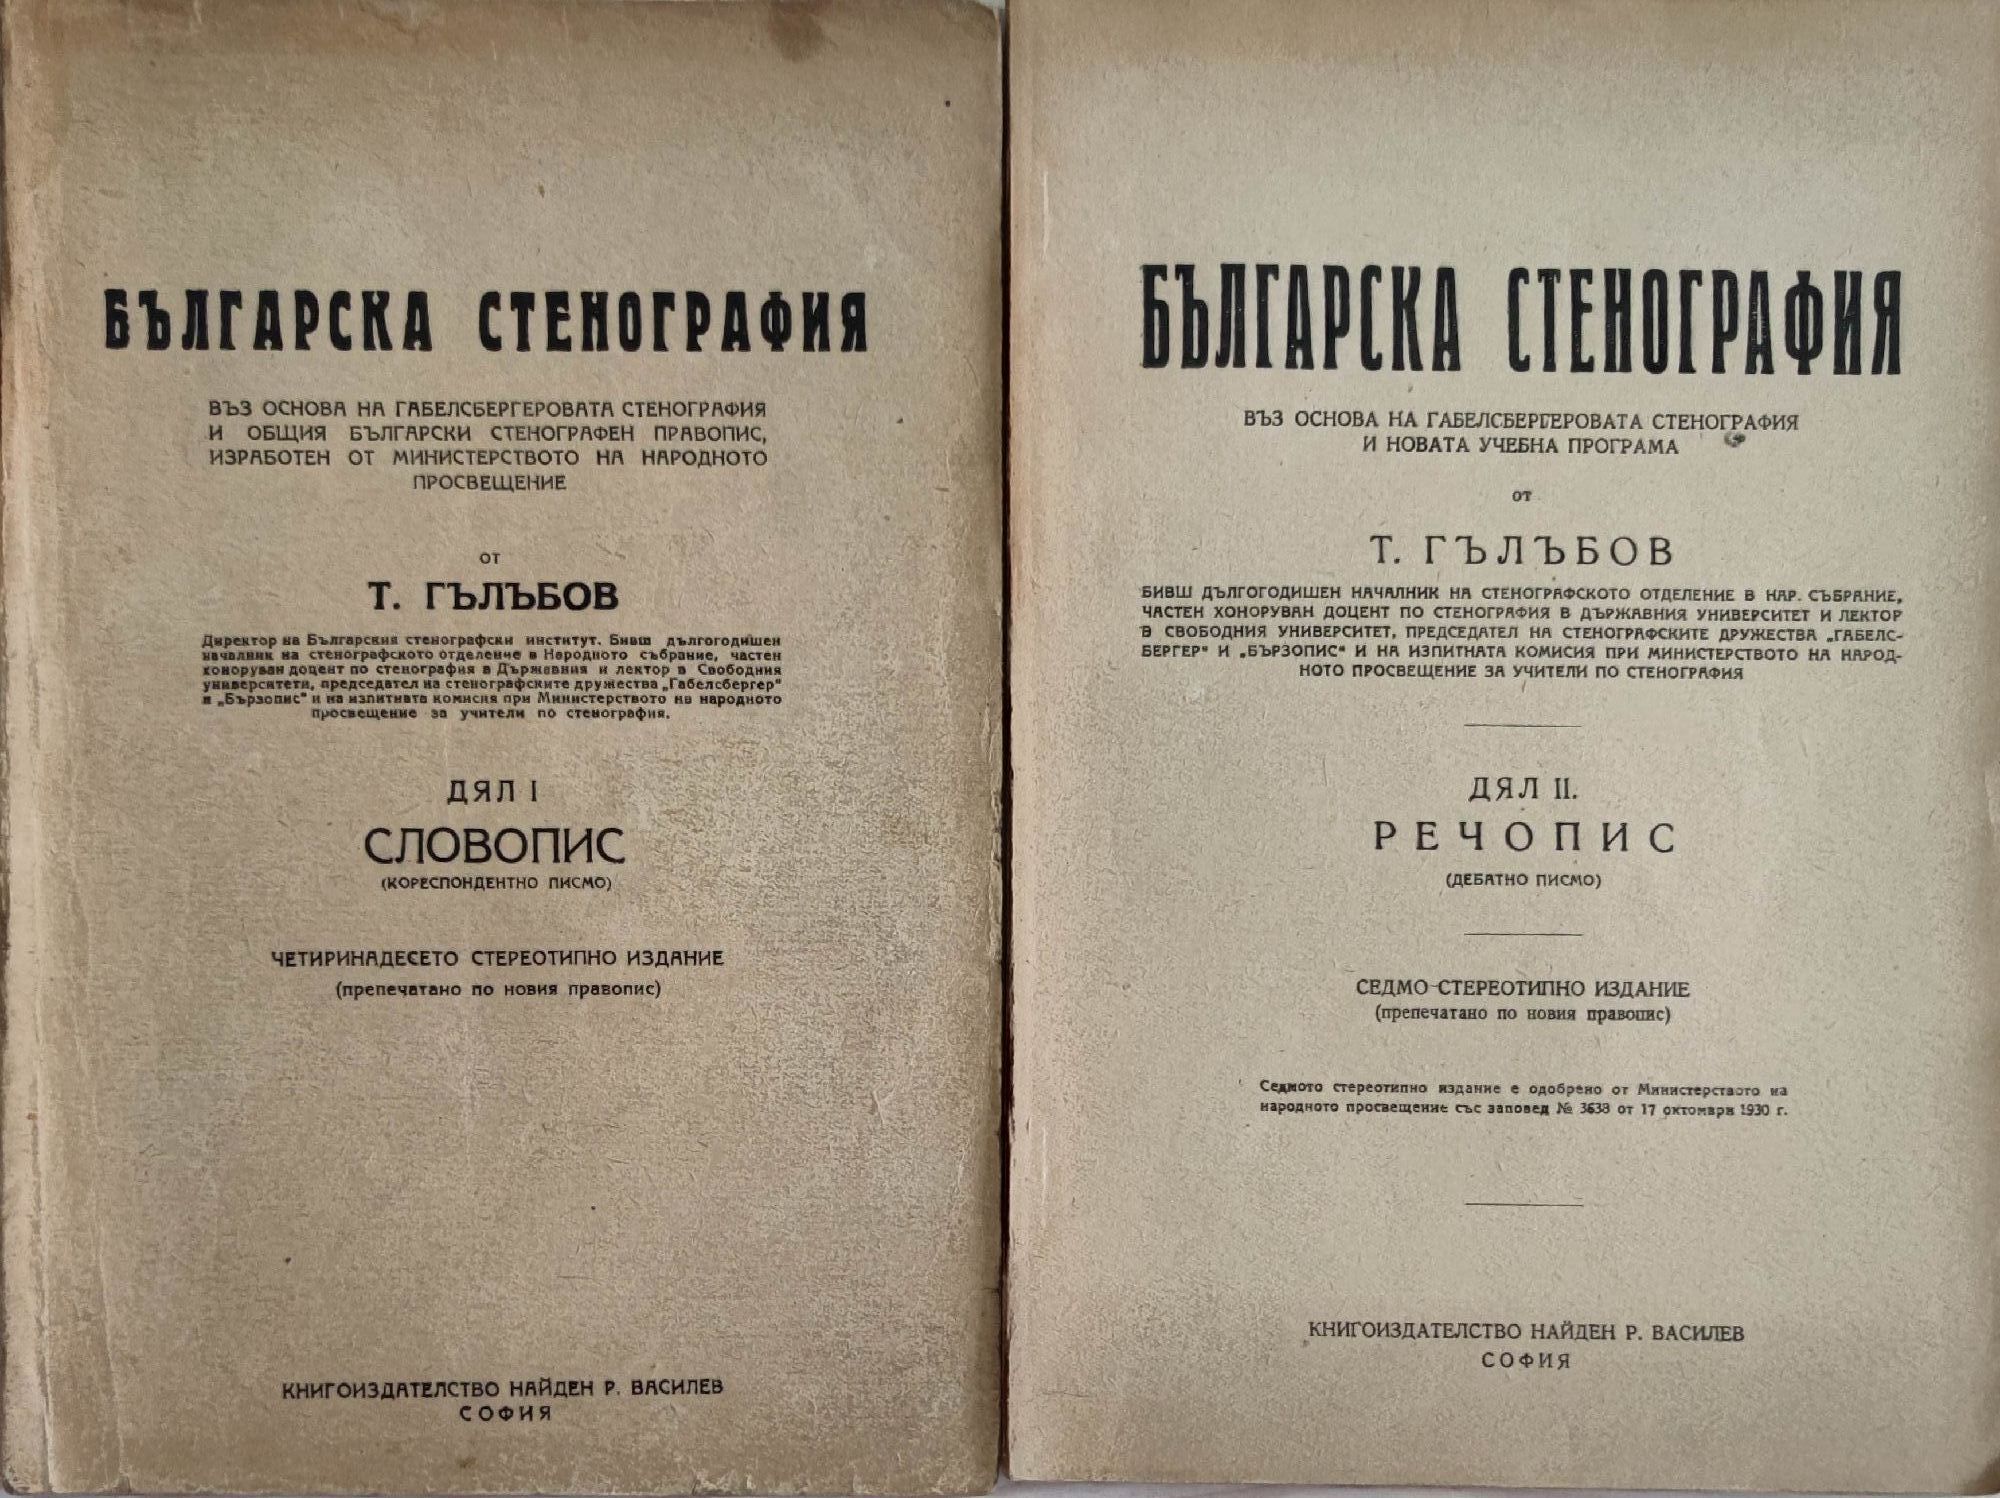 БЪЛГАРСКА СТЕНОГРАФИЯ
ВЪЗ ОСНОВА НА ГАБЕЛСБЕРГЕРОВАТА СТЕНОГРАФИЯ
И ОБЩИЯ БЪЛГАРСКИ СТЕНОГРАФЕН ПРАВОПИС,
ИЗРАБОТЕН ОТ МИНИСТЕРСТВОТО НА НАРОДНОТО
ПРОСВЕЩЕНИЕ
ОТ
Т. ГЪЛЪБОВ
Директор на Българския стенографски институт. Бивш дългогодишен
началник на стенографското отделение в Народното събрание, частен
хоноруван доцент по стенография в Държавния и лектор в Свободния
университети, председател на стенографските дружества „Габелсбергер“
и „Бързопис“ и на изпитната комисия при Министерството на народното
просвещение за учители по стенография.
ДЯЛ I
СЛОВОПИС
(КОРЕСПОНДЕНТНО ПИСМО)
ЧЕТИРИНАДЕСЕТО СТЕРЕОТИПНО ИЗДАНИЕ
(препечатано по новия правопис)
КНИГОИЗДАТЕЛСТВО НАЙДЕН Р. ВАСИЛЕВ
СОФИЯ
БЪЛГАРСКА СТЕНОГРАФИЯ
ВЪЗ ОСНОВА НА ГАБЕЛСБЕРГЕРОВАТА СТЕНОГРАФИЯ
И НОВАТА УЧЕБНА ПРОГРАМА
ОТ
Т. ГЪЛЪБОВ
БИВШ ДЪЛГОГОДИШЕН НАЧАЛНИК НА СТЕНОГРАФСКОТО ОТДЕЛЕНИЕ В НАР. СЪБРАНИЕ,
ЧАСТЕН ХОНОРУВАН ДОЦЕНТ ПО СТЕНОГРАФИЯ В ДЪРЖАВНИЯ УНИВЕРСИТЕТ И ЛЕКТОР
В СВОБОДНИЯ УНИВЕРСИТЕТ, ПРЕДСЕДАТЕЛ НА СТЕНОГРАФСКИТЕ ДРУЖЕСТВА „ГАБЕЛС-
БЕРГЕР“ И „БЪРЗОПИС“ И НА ИЗПИТНАТА КОМИСИЯ ПРИ МИНИСТЕРСТВОТО НА НАРОД-
НОТО ПРОСВЕЩЕНИЕ ЗА УЧИТЕЛИ ПО СТЕНОГРАФИЯ
ДЯЛ II.
РЕЧОПИС
(ДЕБАТНО ПИСМО)
СЕДМО СТЕРЕОТИПНО ИЗДАНИЕ
(препечатано по новия правопис)
Седмото стереотипно издание е одобрено от Министерството на
народното просвещение със заповед № 3638 от 17 октомври 1930 г.
КНИГОИЗДАТЕЛСТВО НАЙДЕН Р. ВАСИЛЕВ
СОФИЯ